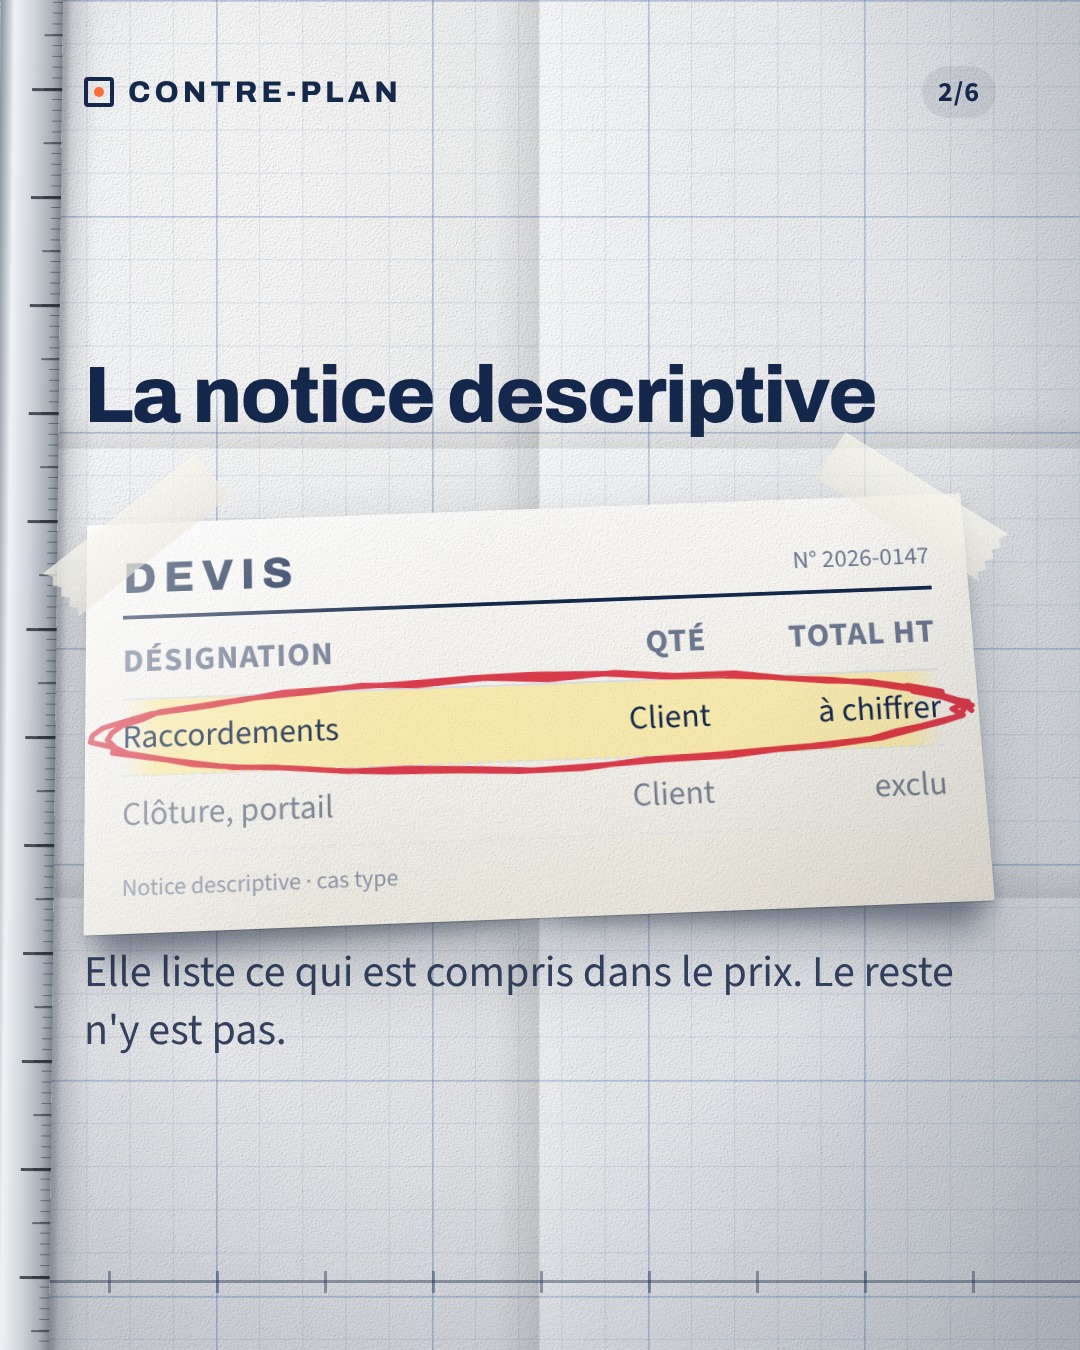 CONTRE-PLAN
2/6
La notice descriptive
DEVIS
N° 2026-0147
DÉSIGNATION QTÉ TOTAL HT
Raccordements Client à chiffrer
Clôture, portail Client exclu
Notice descriptive · cas type
Elle liste ce qui est compris dans le prix. Le reste
n'y est pas.